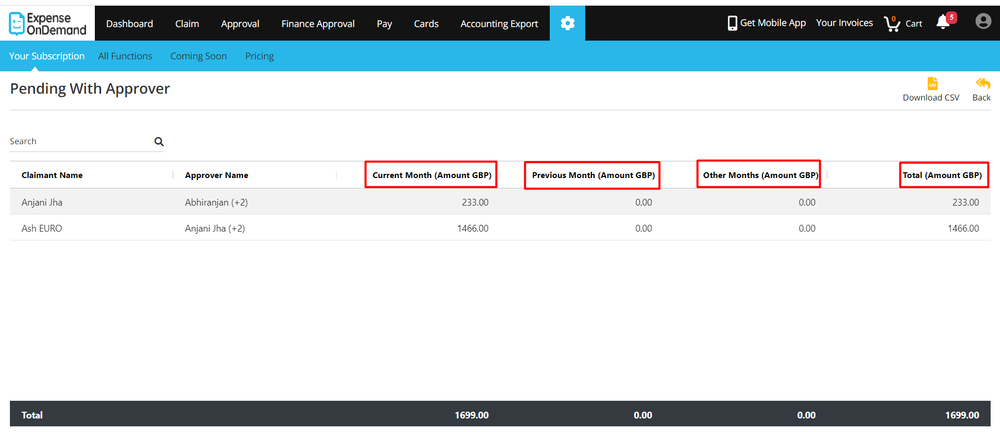 Expense
OnDemand
Dashboard Claim Approval Finance Approval Pay Cards Accounting Export Get Mobile App Your Invoices 0 Cart 5
Your Subscription All Functions Coming Soon Pricing
Pending With Approver
CSV
Download CSV Back
Search
Claimant Name Approver Name Current Month (Amount GBP) Previous Month (Amount GBP) Other Months (Amount GBP) Total (Amount GBP)
Anjani Jha Abhiranjan (+2) 233.00 0.00 0.00 233.00
Ash EURO Anjani Jha (+2) 1466.00 0.00 0.00 1466.00
Total 1699.00 0.00 0.00 1699.00